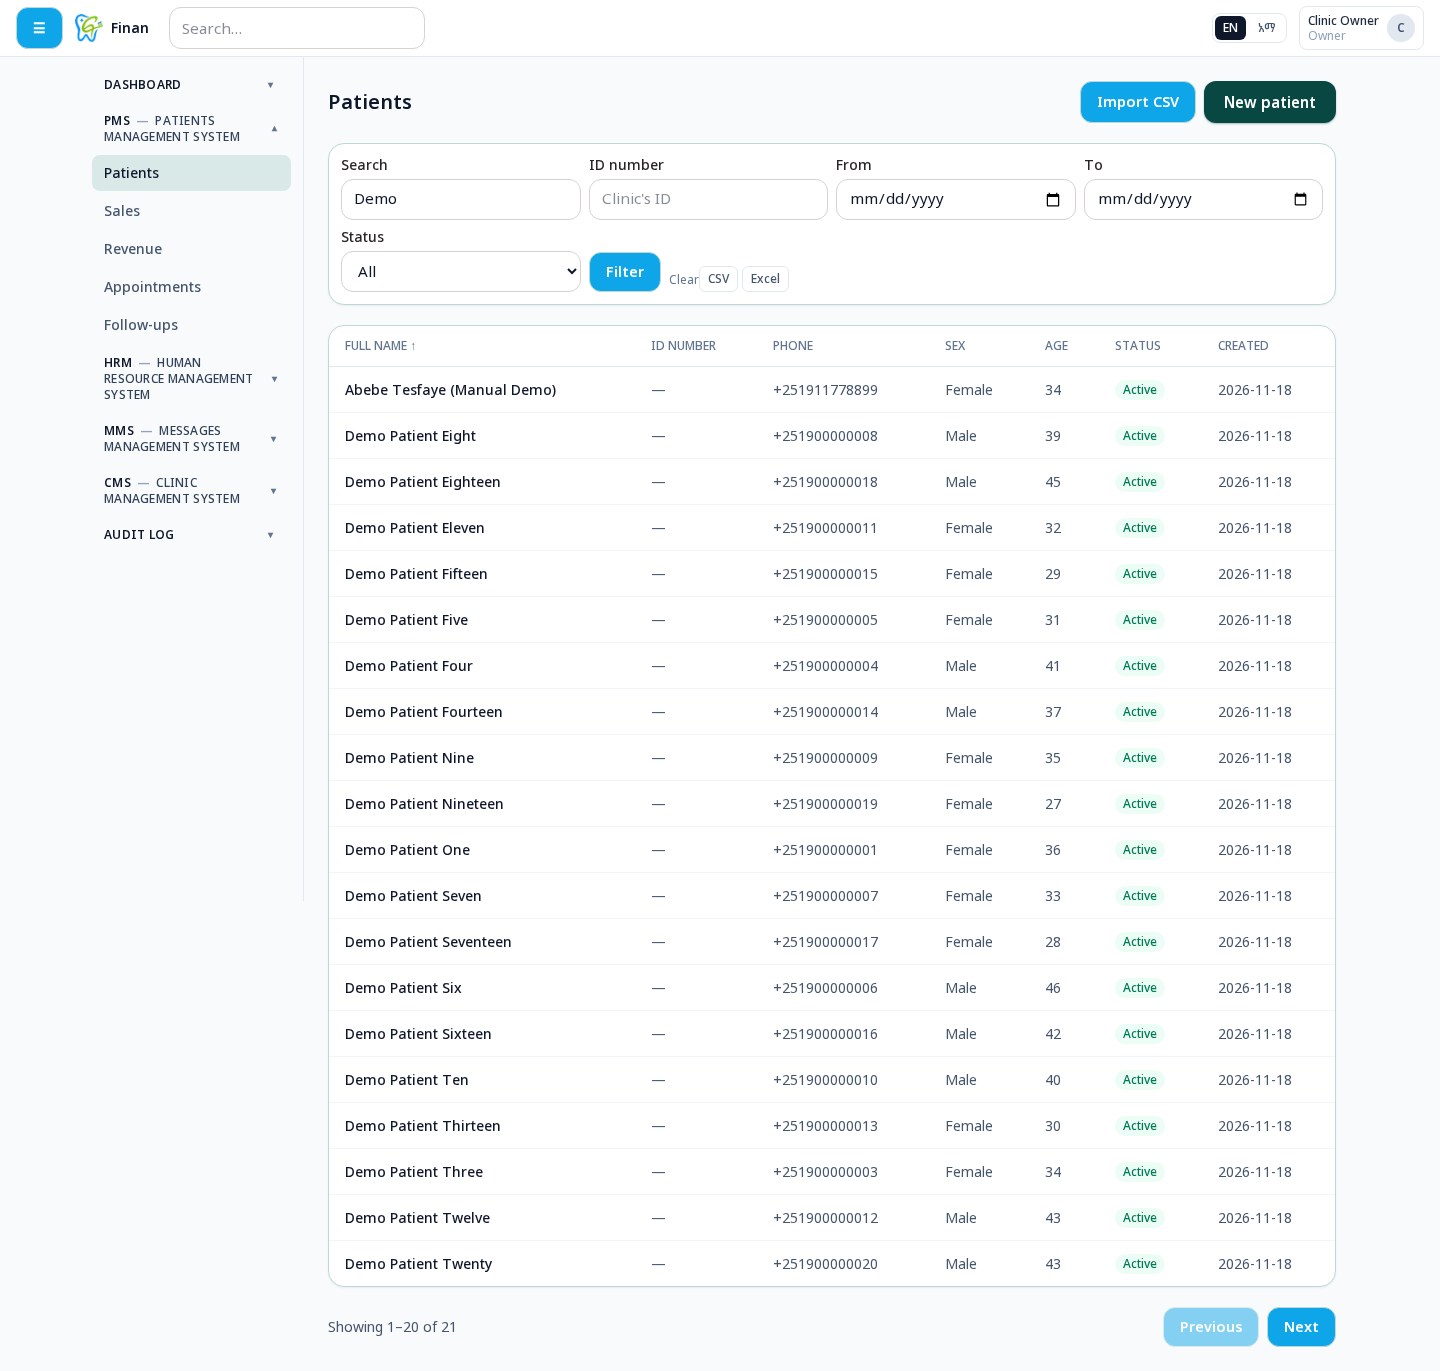 ☰ Finan Search... EN አማ Clinic Owner C
Owner
DASHBOARD ▼
PMS — PATIENTS MANAGEMENT SYSTEM ▲
Patients
Sales
Revenue
Appointments
Follow-ups
HRM — HUMAN RESOURCE MANAGEMENT SYSTEM ▼
MMS — MESSAGES MANAGEMENT SYSTEM ▼
CMS — CLINIC MANAGEMENT SYSTEM ▼
AUDIT LOG ▼
Patients Import CSV New patient
Search ID number From To
Demo Clinic's ID mm/dd/yyyy mm/dd/yyyy
Status
All Filter Clear CSV Excel
FULL NAME ↑ ID NUMBER PHONE SEX AGE STATUS CREATED
Abebe Tesfaye (Manual Demo) — +251911778899 Female 34 Active 2026-11-18
Demo Patient Eight — +251900000008 Male 39 Active 2026-11-18
Demo Patient Eighteen — +251900000018 Male 45 Active 2026-11-18
Demo Patient Eleven — +251900000011 Female 32 Active 2026-11-18
Demo Patient Fifteen — +251900000015 Female 29 Active 2026-11-18
Demo Patient Five — +251900000005 Female 31 Active 2026-11-18
Demo Patient Four — +251900000004 Male 41 Active 2026-11-18
Demo Patient Fourteen — +251900000014 Male 37 Active 2026-11-18
Demo Patient Nine — +251900000009 Female 35 Active 2026-11-18
Demo Patient Nineteen — +251900000019 Female 27 Active 2026-11-18
Demo Patient One — +251900000001 Female 36 Active 2026-11-18
Demo Patient Seven — +251900000007 Female 33 Active 2026-11-18
Demo Patient Seventeen — +251900000017 Female 28 Active 2026-11-18
Demo Patient Six — +251900000006 Male 46 Active 2026-11-18
Demo Patient Sixteen — +251900000016 Male 42 Active 2026-11-18
Demo Patient Ten — +251900000010 Male 40 Active 2026-11-18
Demo Patient Thirteen — +251900000013 Female 30 Active 2026-11-18
Demo Patient Three — +251900000003 Female 34 Active 2026-11-18
Demo Patient Twelve — +251900000012 Male 43 Active 2026-11-18
Demo Patient Twenty — +251900000020 Male 43 Active 2026-11-18
Showing 1–20 of 21 Previous Next